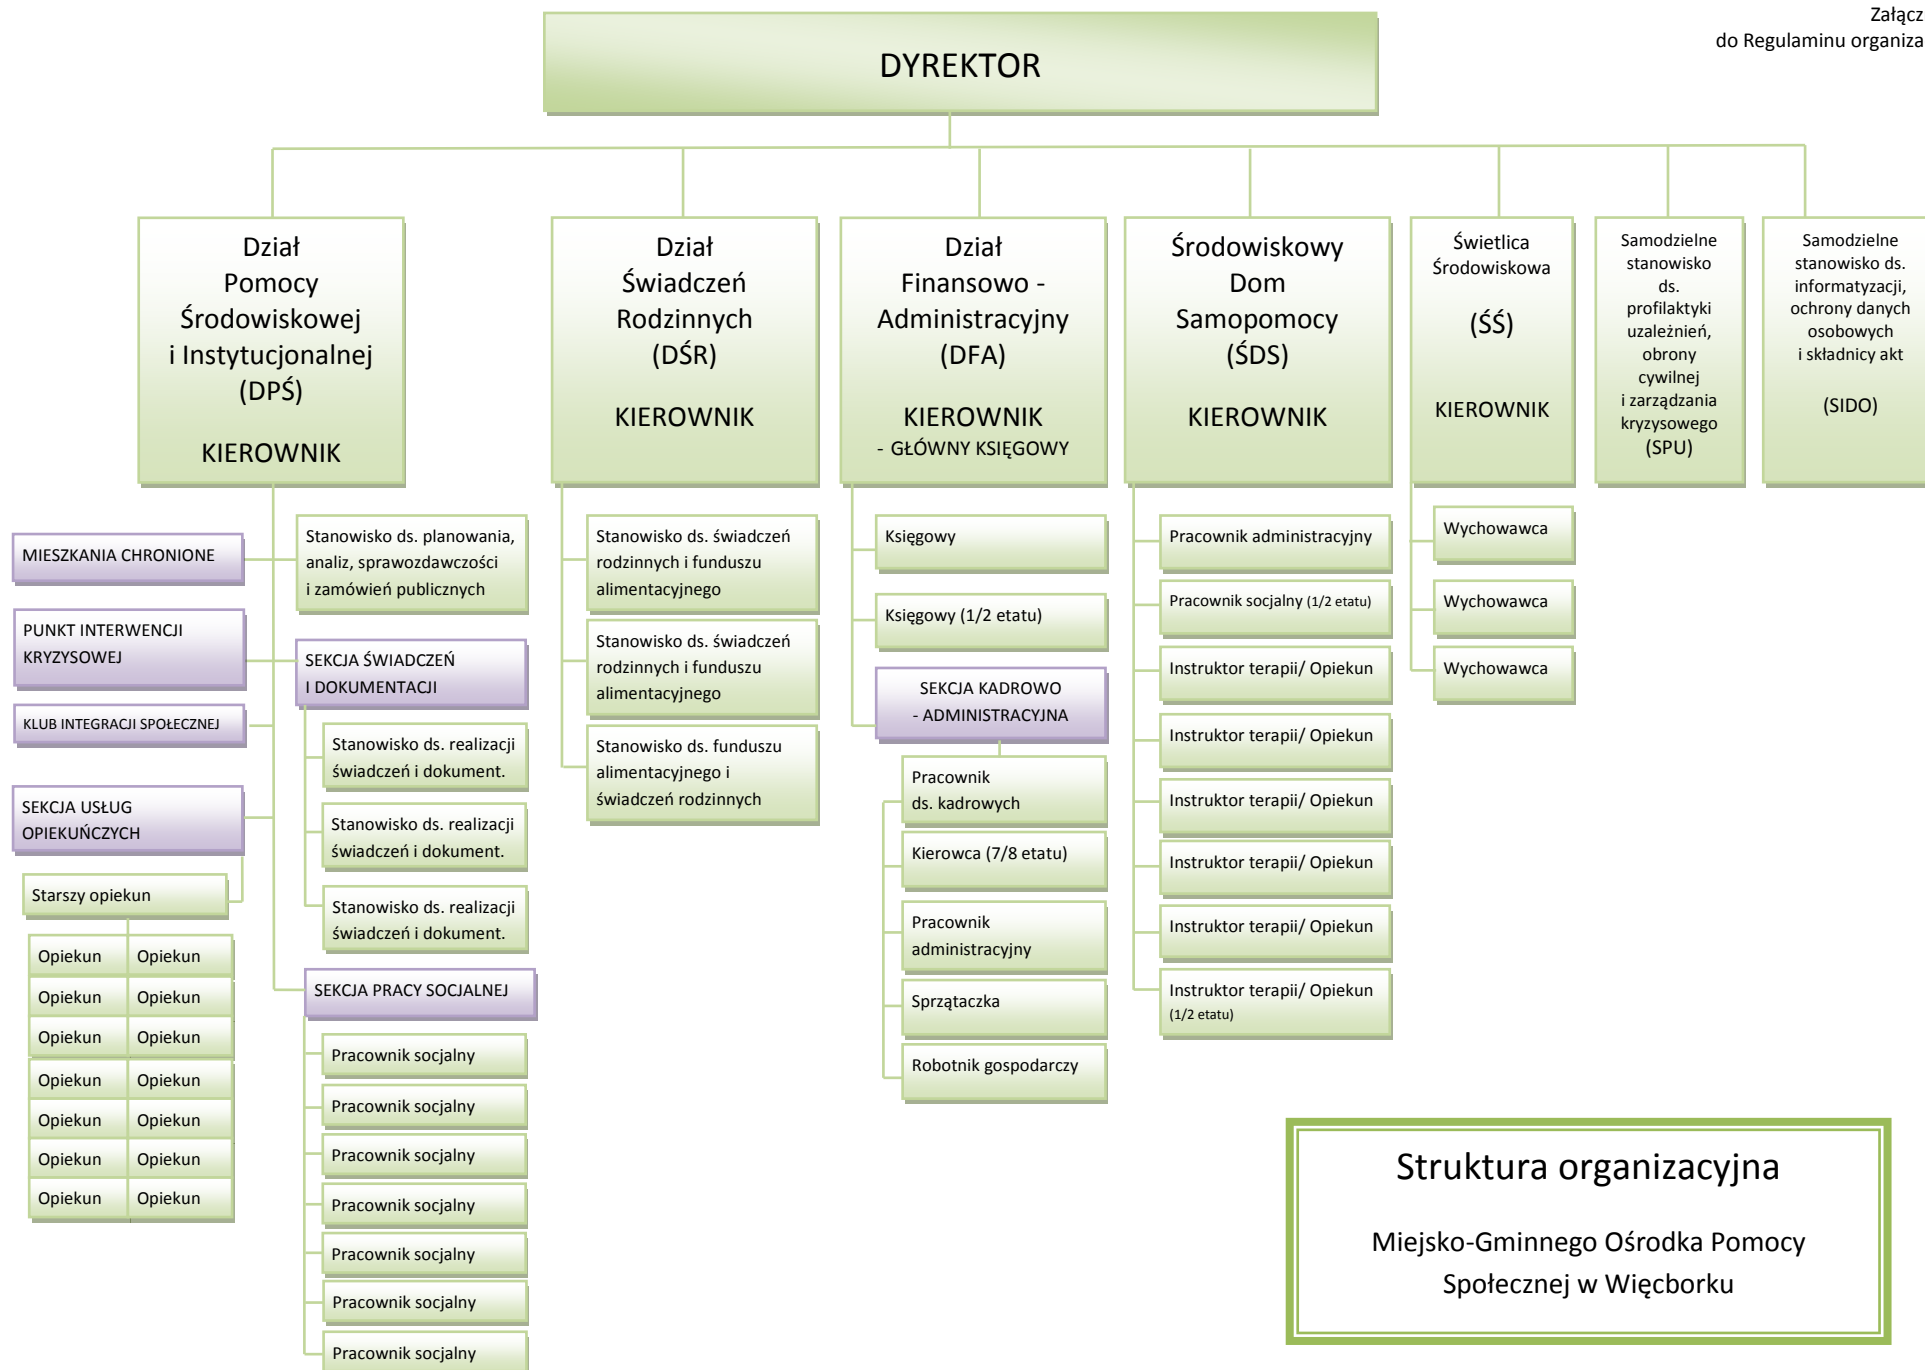 Załącz
do Regulaminu organiza
DYREKTOR
Dział
Pomocy
Środowiskowej
i Instytucjonalnej
(DPŚ)
KIEROWNIK
Dział
Świadczeń
Rodzinnych
(DŚR)
KIEROWNIK
Dział
Finansowo -
Administracyjny
(DFA)
KIEROWNIK
- GŁÓWNY KSIĘGOWY
Środowiskowy
Dom
Samopomocy
(ŚDS)
KIEROWNIK
Świetlica
Środowiskowa
(ŚŚ)
KIEROWNIK
Samodzielne
stanowisko
ds.
profilaktyki
uzależnień,
obrony
cywilnej
i zarządzania
kryzysowego
(SPU)
Samodzielne
stanowisko ds.
informatyzacji,
ochrony danych
osobowych
i składnicy akt
(SIDO)
MIESZKANIA CHRONIONE
PUNKT INTERWENCJI
KRYZYSOWEJ
KLUB INTEGRACJI SPOŁECZNEJ
SEKCJA USŁUG
OPIEKUŃCZYCH
Starszy opiekun
Opiekun Opiekun
Opiekun Opiekun
Opiekun Opiekun
Opiekun Opiekun
Opiekun Opiekun
Opiekun Opiekun
Opiekun Opiekun
Stanowisko ds. planowania,
analiz, sprawozdawczości
i zamówień publicznych
SEKCJA ŚWIADCZEŃ
I DOKUMENTACJI
Stanowisko ds. realizacji
świadczeń i dokument.
Stanowisko ds. realizacji
świadczeń i dokument.
Stanowisko ds. realizacji
świadczeń i dokument.
SEKCJA PRACY SOCJALNEJ
Pracownik socjalny
Pracownik socjalny
Pracownik socjalny
Pracownik socjalny
Pracownik socjalny
Pracownik socjalny
Pracownik socjalny
Stanowisko ds. świadczeń
rodzinnych i funduszu
alimentacyjnego
Stanowisko ds. świadczeń
rodzinnych i funduszu
alimentacyjnego
Stanowisko ds. funduszu
alimentacyjnego i
świadczeń rodzinnych
Księgowy
Księgowy (1/2 etatu)
SEKCJA KADROWO
- ADMINISTRACYJNA
Pracownik
ds. kadrowych
Kierowca (7/8 etatu)
Pracownik
administracyjny
Sprzątaczka
Robotnik gospodarczy
Pracownik administracyjny
Pracownik socjalny (1/2 etatu)
Instruktor terapii/ Opiekun
Instruktor terapii/ Opiekun
Instruktor terapii/ Opiekun
Instruktor terapii/ Opiekun
Instruktor terapii/ Opiekun
Instruktor terapii/ Opiekun
(1/2 etatu)
Wychowawca
Wychowawca
Wychowawca
Struktura organizacyjna
Miejsko-Gminnego Ośrodka Pomocy
Społecznej w Więcborku